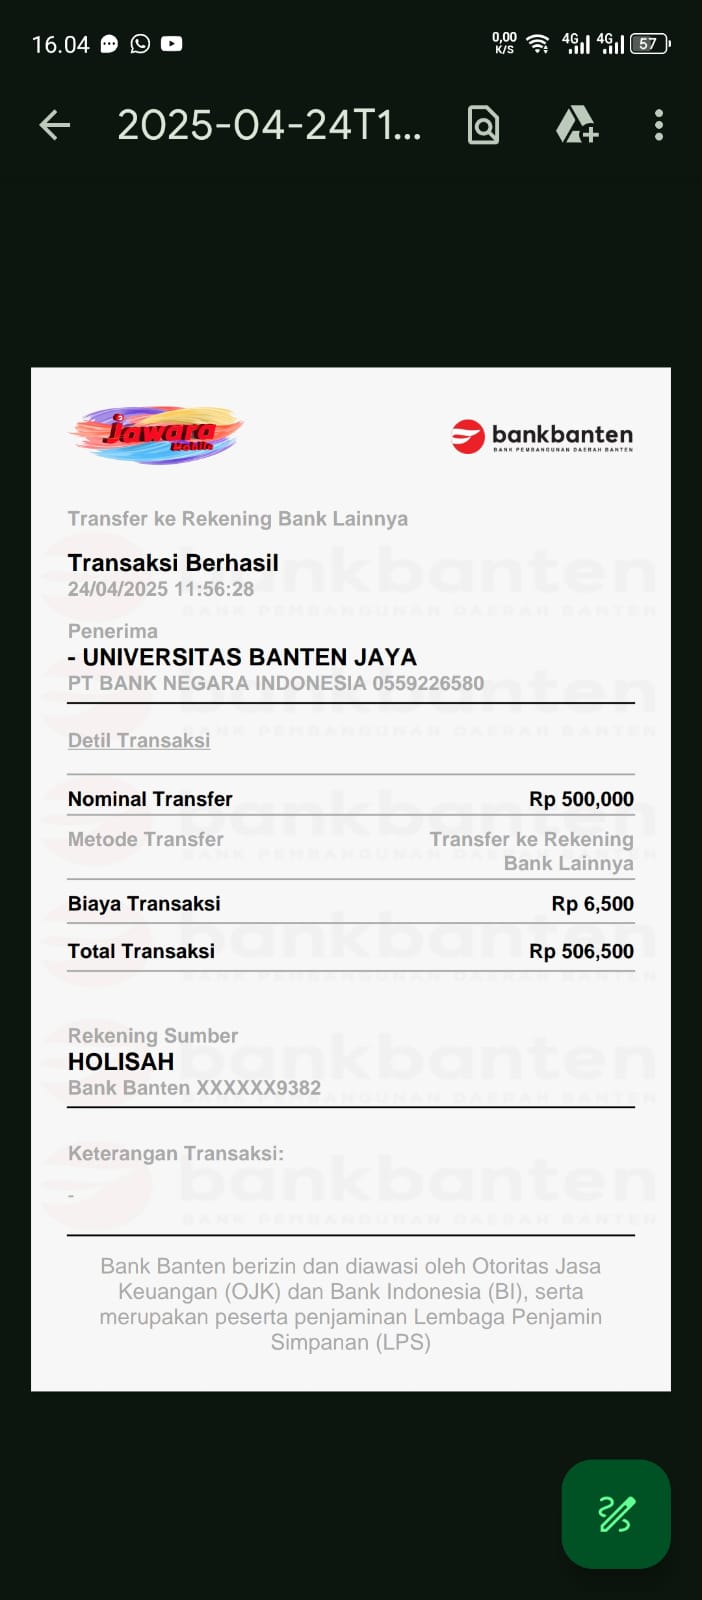 16.04
0,00
K/S
4G
4G
57
2025-04-24T1...
Jawara
Mobile
bankbanten
BANK PEMBANGUNAN DAERAH BANTEN
Transfer ke Rekening Bank Lainnya
Transaksi Berhasil
24/04/2025 11:56:28
Penerima
- UNIVERSITAS BANTEN JAYA
PT BANK NEGARA INDONESIA 0559226580
Detil Transaksi
Nominal Transfer Rp 500,000
Metode Transfer Transfer ke Rekening
Bank Lainnya
Biaya Transaksi Rp 6,500
Total Transaksi Rp 506,500
Rekening Sumber
HOLISAH
Bank Banten XXXXXX9382
Keterangan Transaksi:
-
Bank Banten berizin dan diawasi oleh Otoritas Jasa
Keuangan (OJK) dan Bank Indonesia (BI), serta
merupakan peserta penjaminan Lembaga Penjamin
Simpanan (LPS)